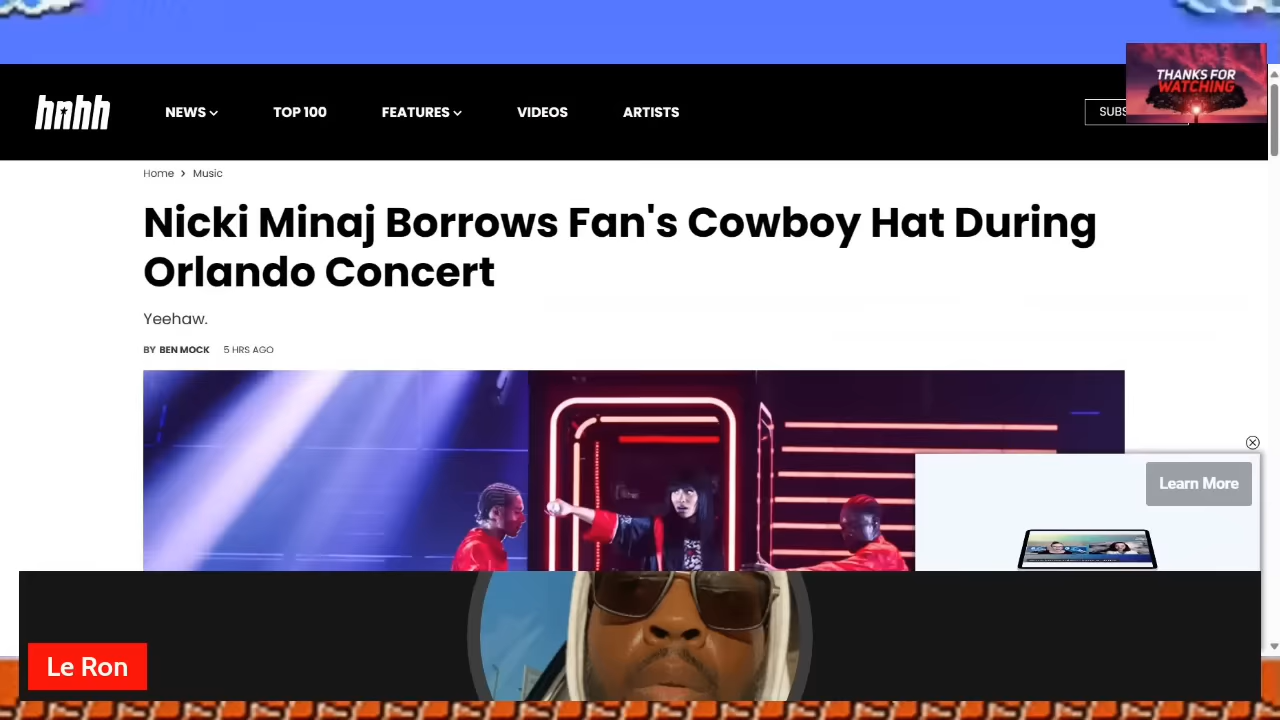 THANKS FOR
WATCHING
hnhh
NEWS
TOP 100
FEATURES
VIDEOS
ARTISTS
SUBS
Home > Music
Nicki Minaj Borrows Fan's Cowboy Hat During
Orlando Concert
Yeehaw.
BY BEN MOCK 5 HRS AGO
Learn More
Le Ron